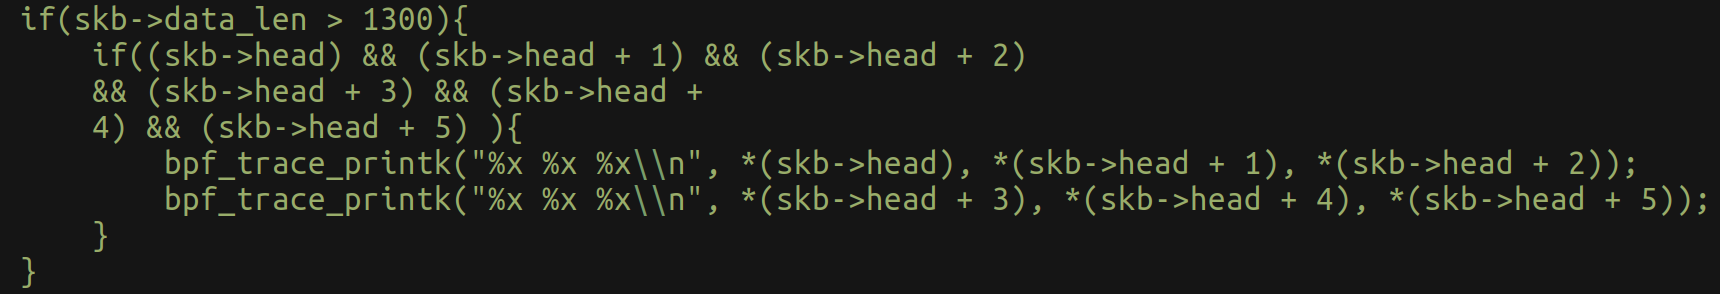 if(skb->data_len > 1300){
    if((skb->head) && (skb->head + 1) && (skb->head + 2)
    && (skb->head + 3) && (skb->head +
    4) && (skb->head + 5) ){
        bpf_trace_printk("%x %x %x\\n", *(skb->head), *(skb->head + 1), *(skb->head + 2));
        bpf_trace_printk("%x %x %x\\n", *(skb->head + 3), *(skb->head + 4), *(skb->head + 5));
    }
}